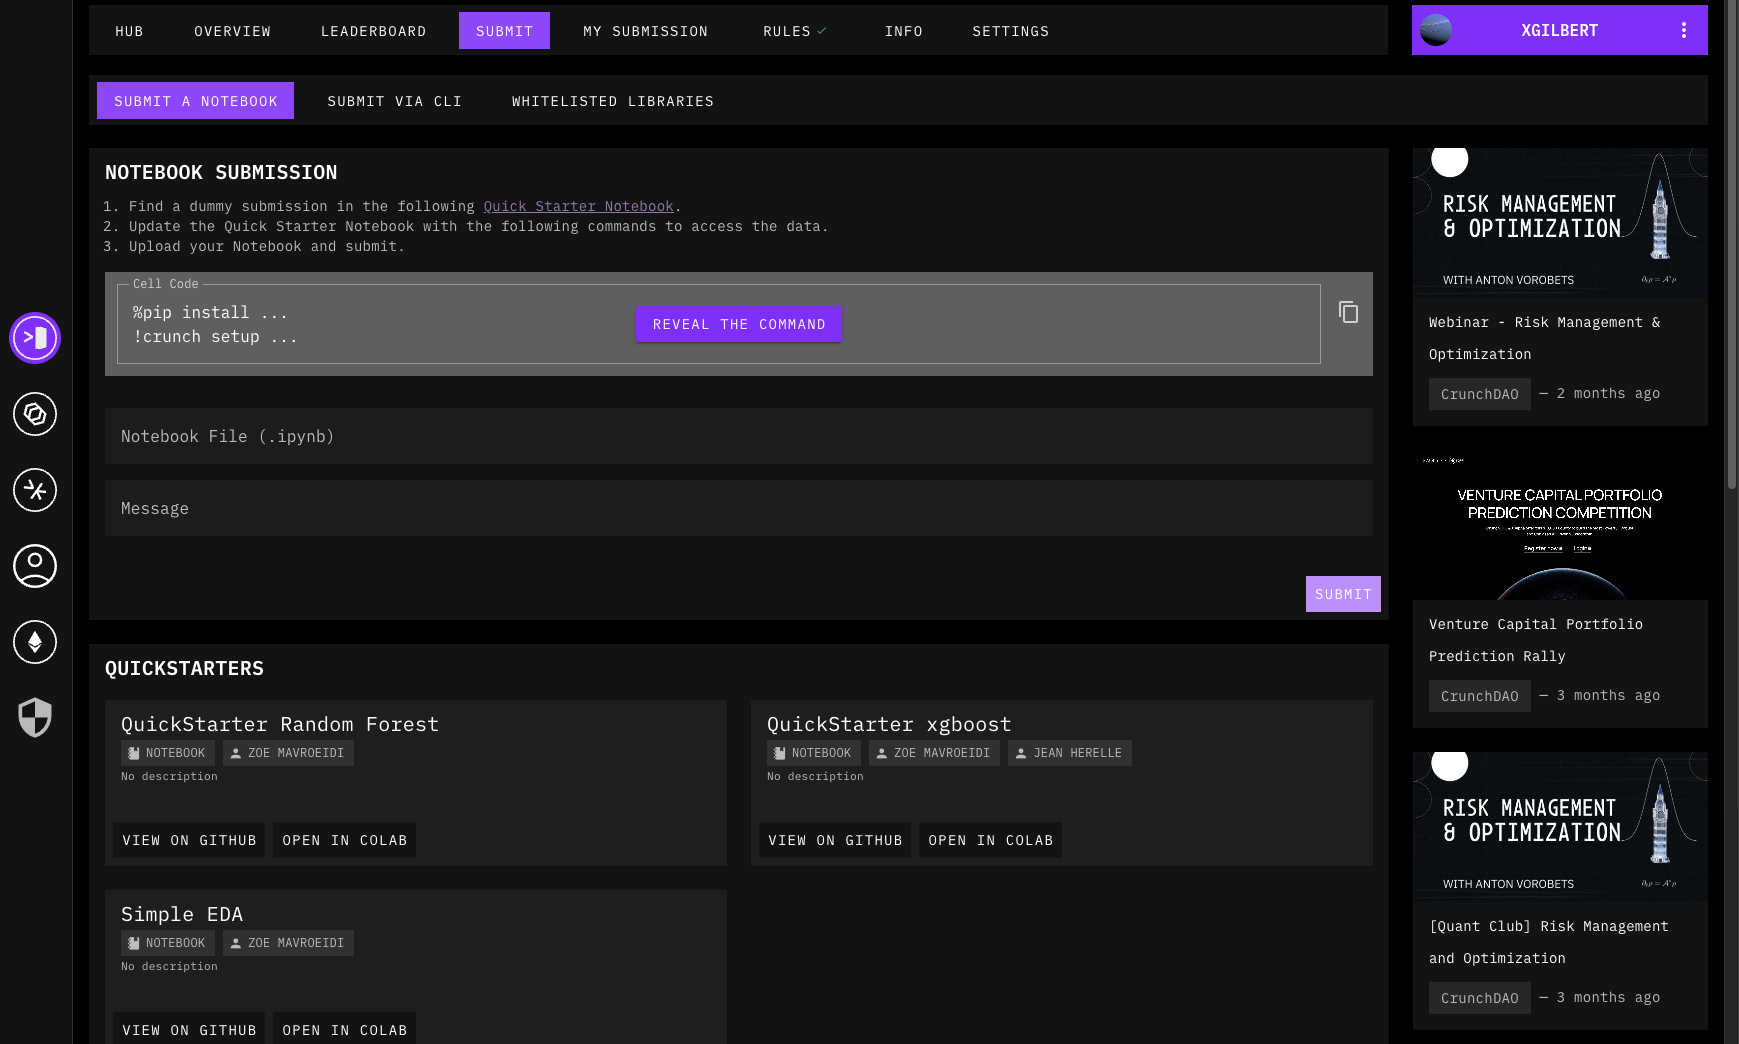 HUB
OVERVIEW
LEADERBOARD
SUBMIT
MY SUBMISSION
RULES
INFO
SETTINGS
XGILBERT
SUBMIT A NOTEBOOK
SUBMIT VIA CLI
WHITELISTED LIBRARIES
NOTEBOOK SUBMISSION
1. Find a dummy submission in the following Quick Starter Notebook.
2. Update the Quick Starter Notebook with the following commands to access the data.
3. Upload your Notebook and submit.
Cell Code
%pip install ...
!crunch setup ...
REVEAL THE COMMAND
Notebook File (.ipynb)
Message
SUBMIT
QUICKSTARTERS
QuickStarter Random Forest
NOTEBOOK
ZOE MAVROEIDI
No description
VIEW ON GITHUB
OPEN IN COLAB
QuickStarter xgboost
NOTEBOOK
ZOE MAVROEIDI
JEAN HERELLE
No description
VIEW ON GITHUB
OPEN IN COLAB
Simple EDA
NOTEBOOK
ZOE MAVROEIDI
No description
VIEW ON GITHUB
OPEN IN COLAB
RISK MANAGEMENT
& OPTIMIZATION
WITH ANTON VOROBETS
Webinar - Risk Management &
Optimization
CrunchDAO
— 2 months ago
VENTURE CAPITAL PORTFOLIO
PREDICTION COMPETITION
Register now
Login
Venture Capital Portfolio
Prediction Rally
CrunchDAO
— 3 months ago
RISK MANAGEMENT
& OPTIMIZATION
WITH ANTON VOROBETS
[Quant Club] Risk Management
and Optimization
CrunchDAO
— 3 months ago